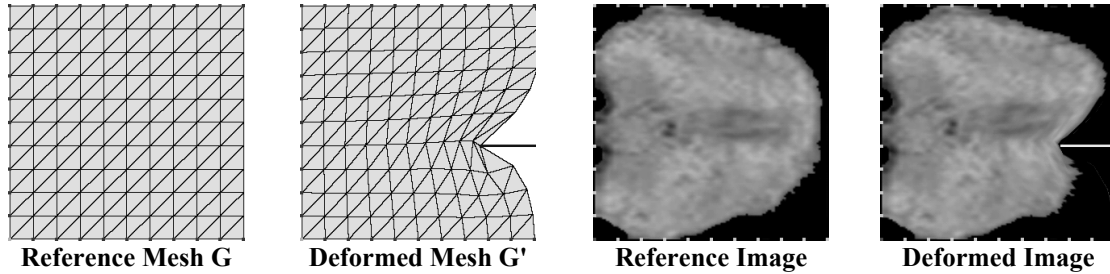 Reference Mesh G
Deformed Mesh G'
Reference Image
Deformed Image